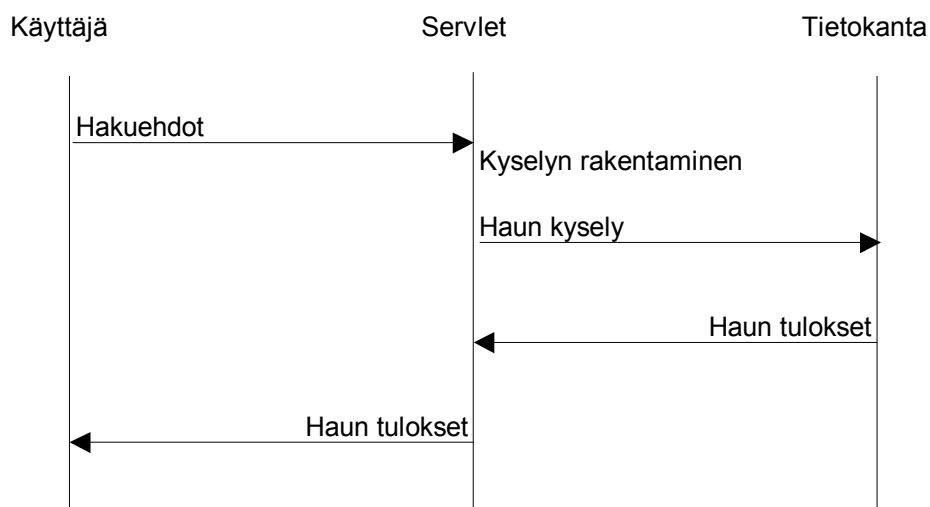 Käyttäjä
Servlet
Tietokanta
Hakuehdot
Kyselyn rakentaminen
Haun kysely
Haun tulokset
Haun tulokset